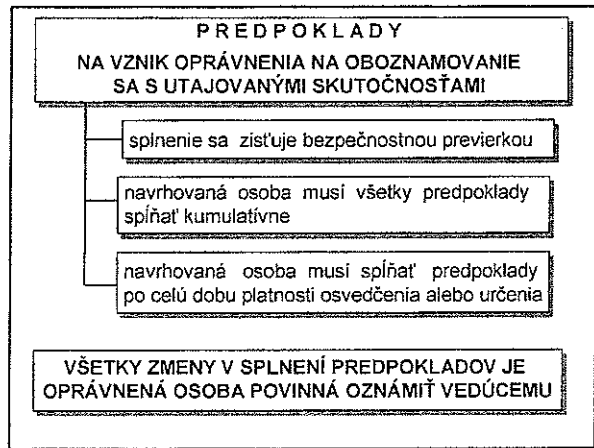 PREDPOKLADY
NA VZNIK OPRÁVNENIA NA OBOZNAMOVANIE
SA S UTAJOVANÝMI SKUTOČNOSŤAMI
splnenie sa zisťuje bezpečnostnou previerkou
navrhovaná osoba musí všetky predpoklady
spĺňať kumulatívne
navrhovaná osoba musí spĺňať predpoklady
po celú dobu platnosti osvedčenia alebo určenia
VŠETKY ZMENY V SPLNENÍ PREDPOKLADOV JE
OPRÁVNENÁ OSOBA POVINNÁ OZNÁMIŤ VEDÚCEMU